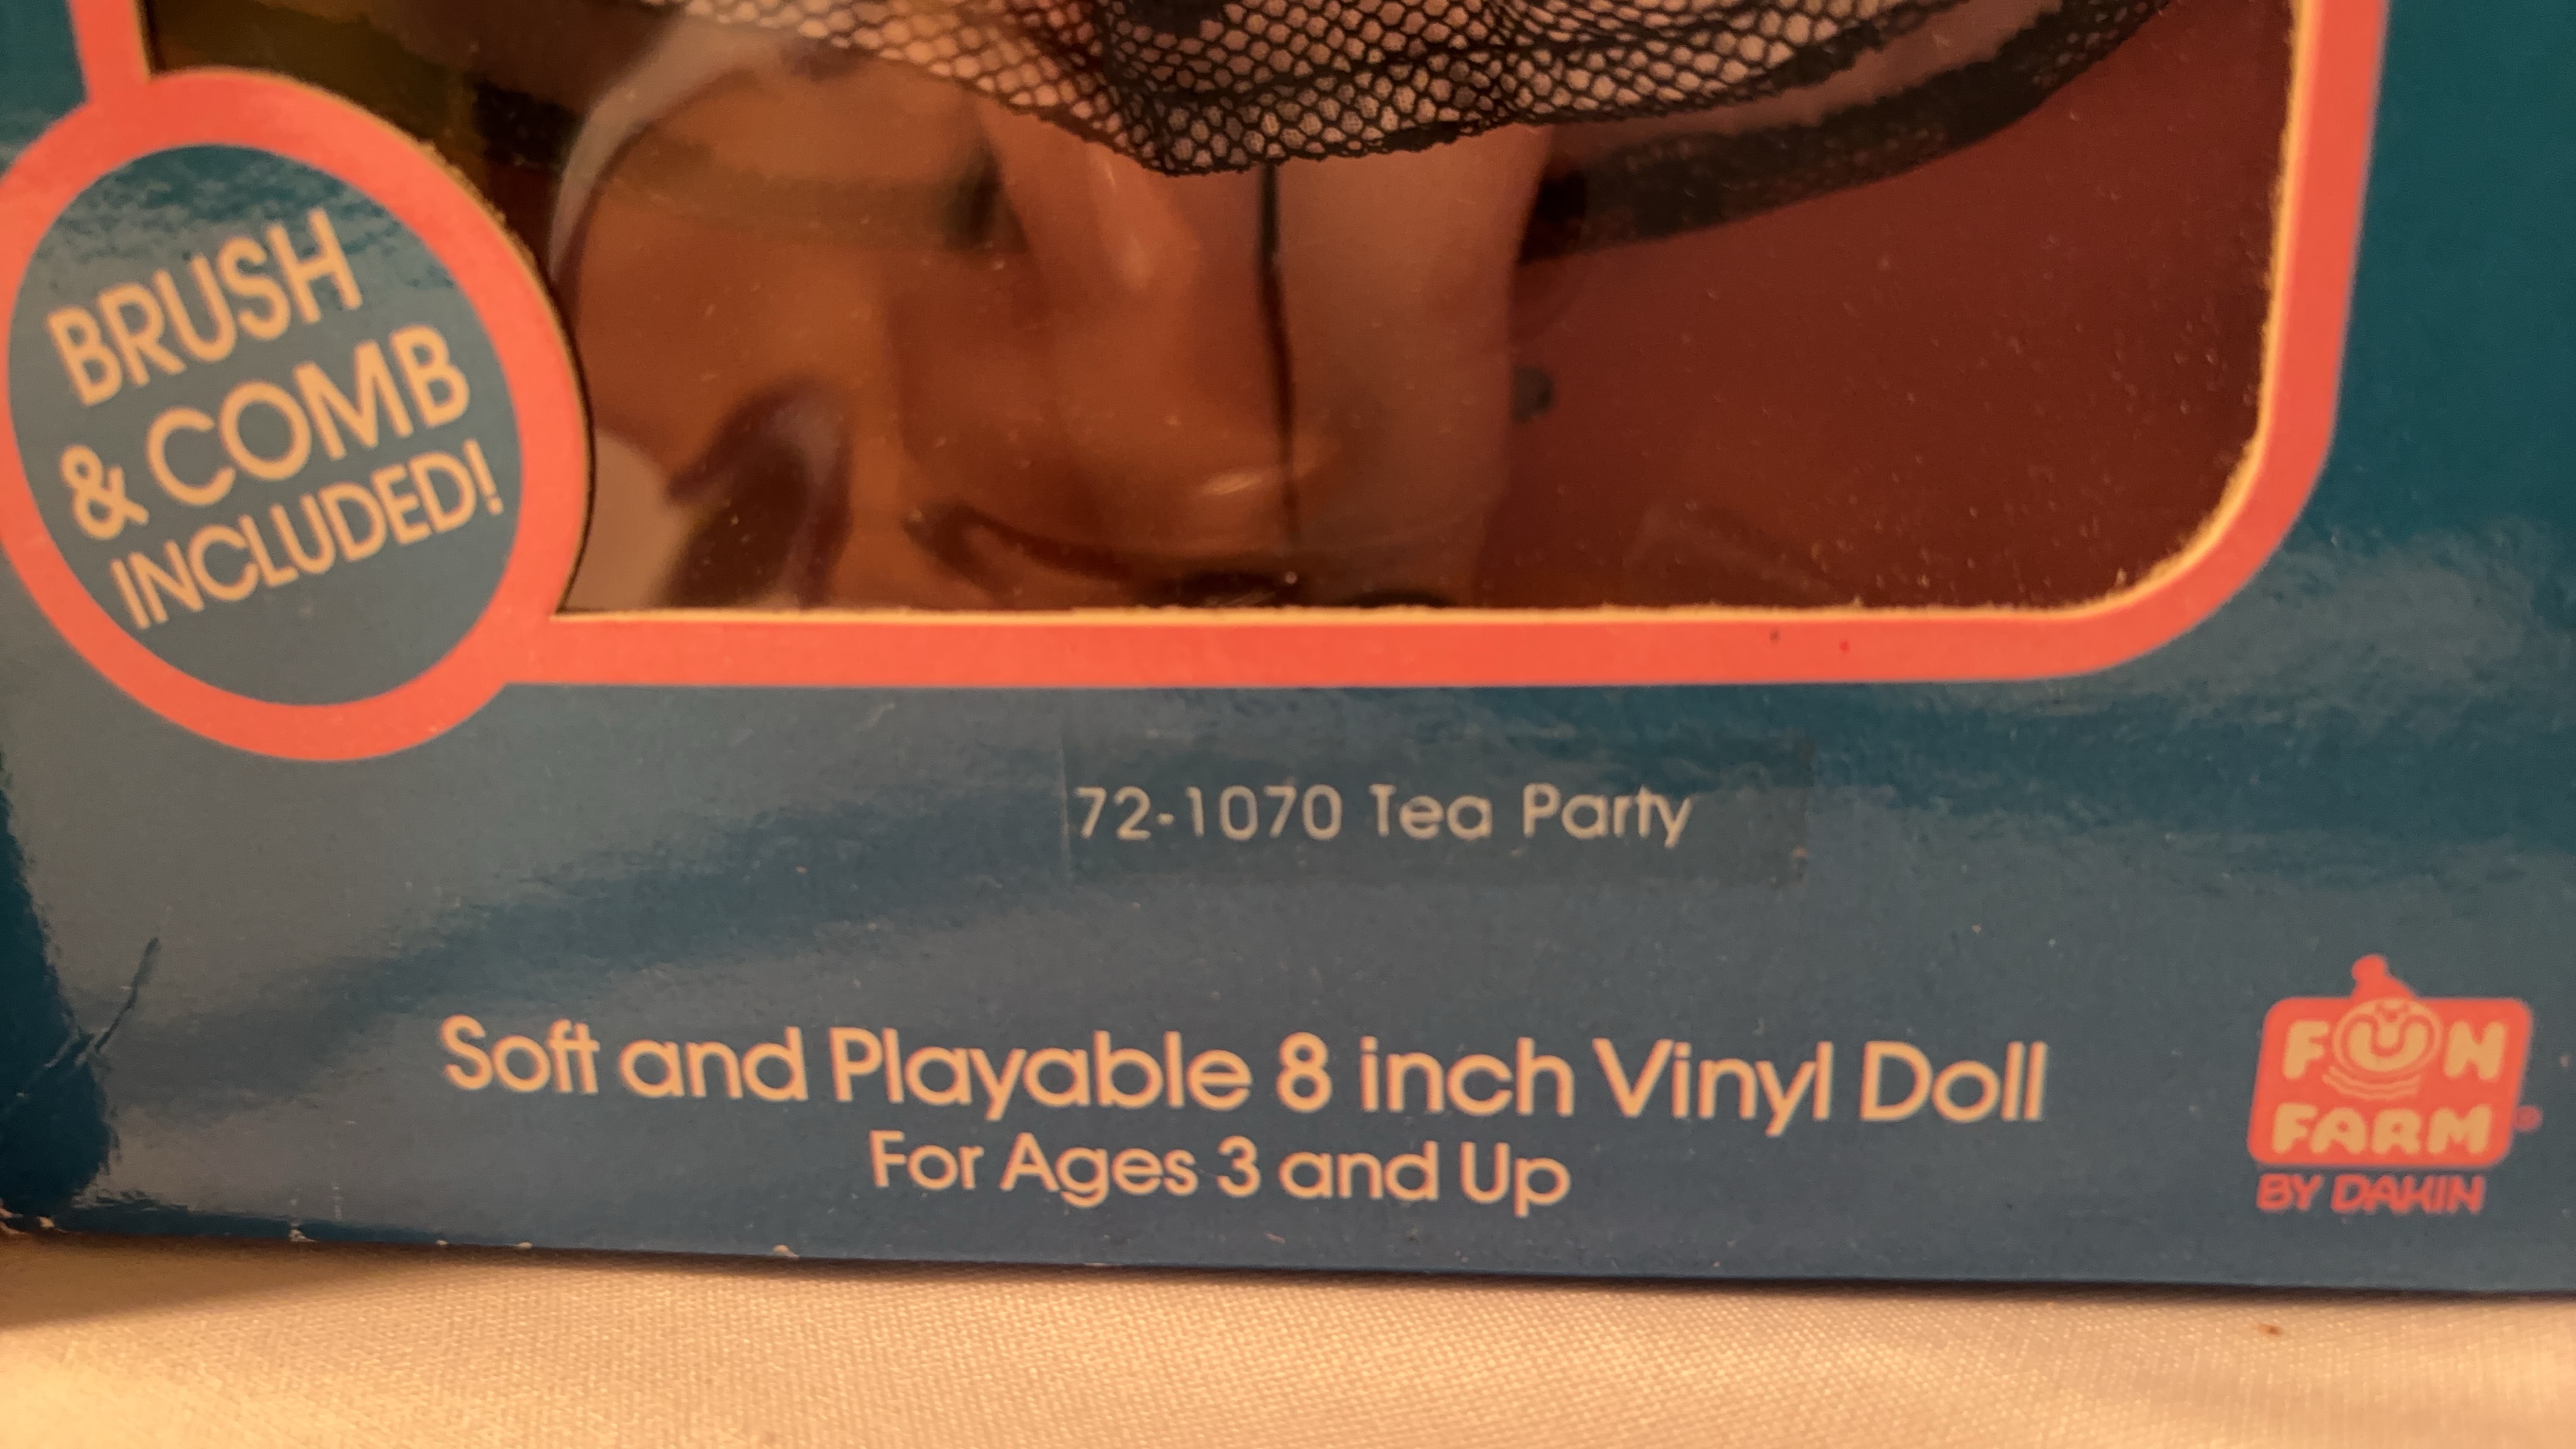 BRUSH
& COMB
INCLUDED!
72-1070 Tea Party
Soft and Playable 8 inch Vinyl Doll
For Ages 3 and Up
FUN
FARM
BY DAKIN